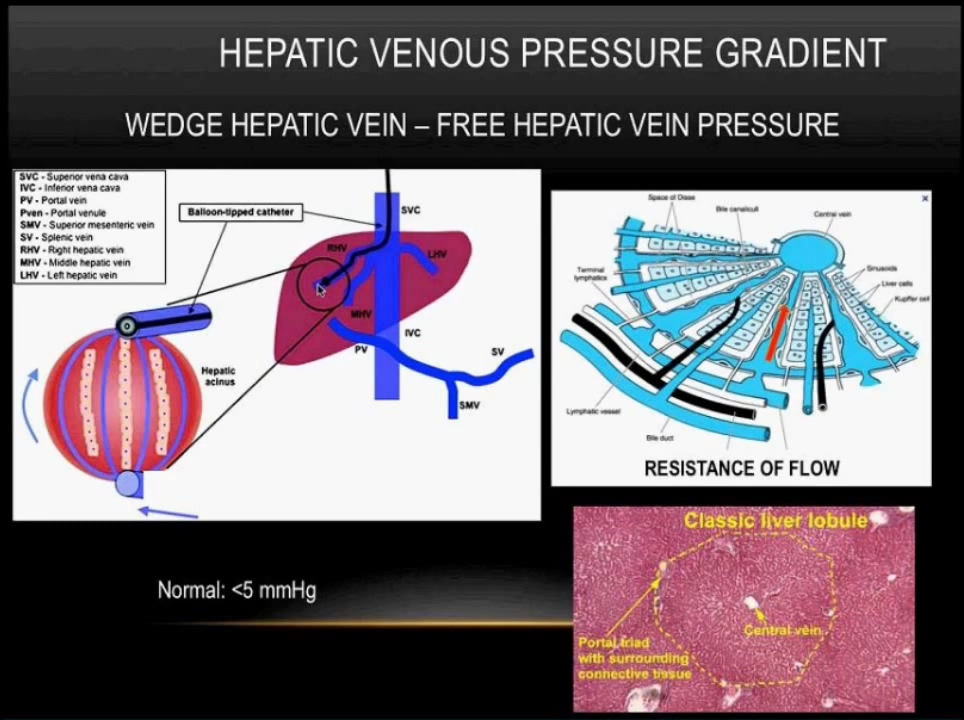 HEPATIC VENOUS PRESSURE GRADIENT
WEDGE HEPATIC VEIN – FREE HEPATIC VEIN PRESSURE
SVC - Superior vena cava
IVC - Inferior vena cava
PV - Portal vein
Pven - Portal venule
SMV - Superior mesenteric vein
SV - Splenic vein
RHV - Right hepatic vein
MHV - Middle hepatic vein
LHV - Left hepatic vein
Balloon-tipped catheter
SVC
RHV
LHV
MHV
IVC
PV
SV
SMV
Hepatic
acinus
Space of Disse
Bile canaliculi
Central vein
Terminal
lymphatics
Sinusoids
Liver cells
Kupffer cell
Lymphatic vessel
Bile duct
RESISTANCE OF FLOW
Classic liver lobule
Central vein
Portal triad
with surrounding
connective tissue
Normal: <5 mmHg